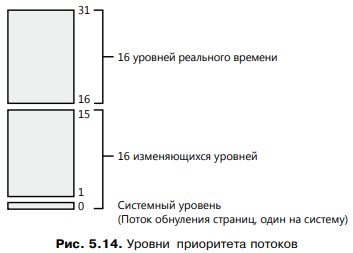 31
16 уровней реального времени
16
15
16 изменяющихся уровней
1
0
Системный уровень
(Поток обнуления страниц, один на систему)
Рис. 5.14. Уровни приоритета потоков